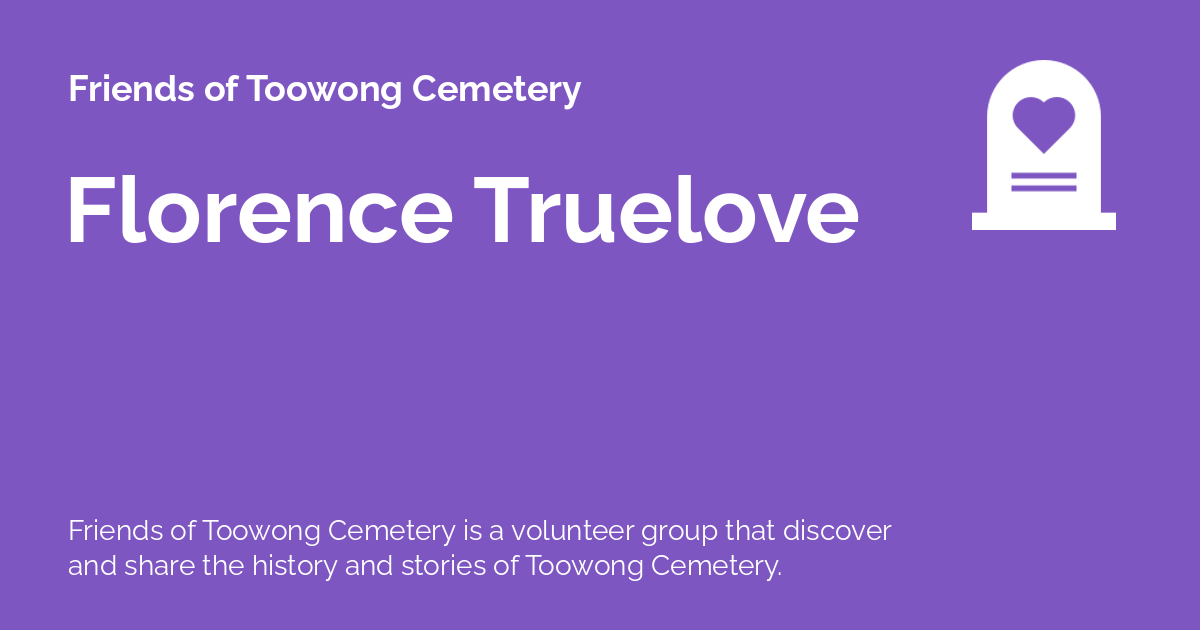 Friends of Toowong Cemetery
Florence Truelove
Friends of Toowong Cemetery is a volunteer group that discover
and share the history and stories of Toowong Cemetery.